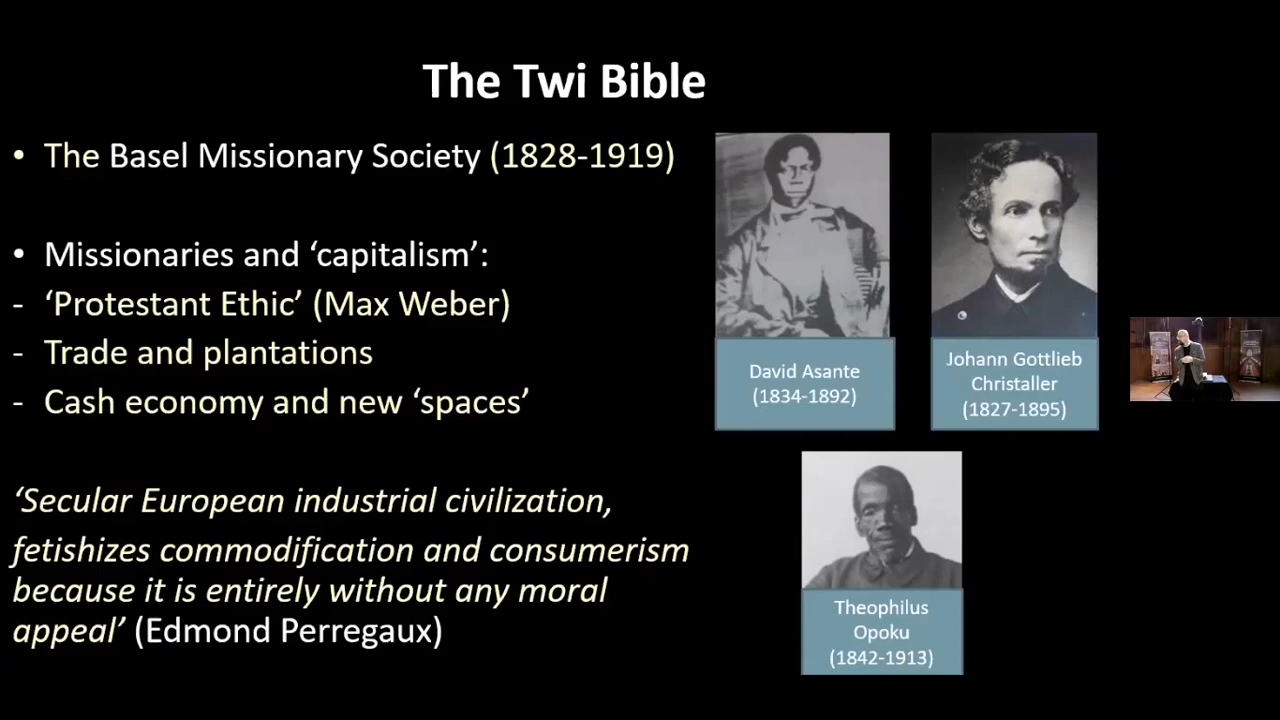 The Twi Bible
• The Basel Missionary Society (1828-1919)
• Missionaries and ‘capitalism’:
- ‘Protestant Ethic’ (Max Weber)
- Trade and plantations
- Cash economy and new ‘spaces’
‘Secular European industrial civilization,
fetishizes commodification and consumerism
because it is entirely without any moral
appeal’ (Edmond Perregaux)
David Asante
(1834-1892)
Johann Gottlieb
Christaller
(1827-1895)
Theophilus
Opoku
(1842-1913)